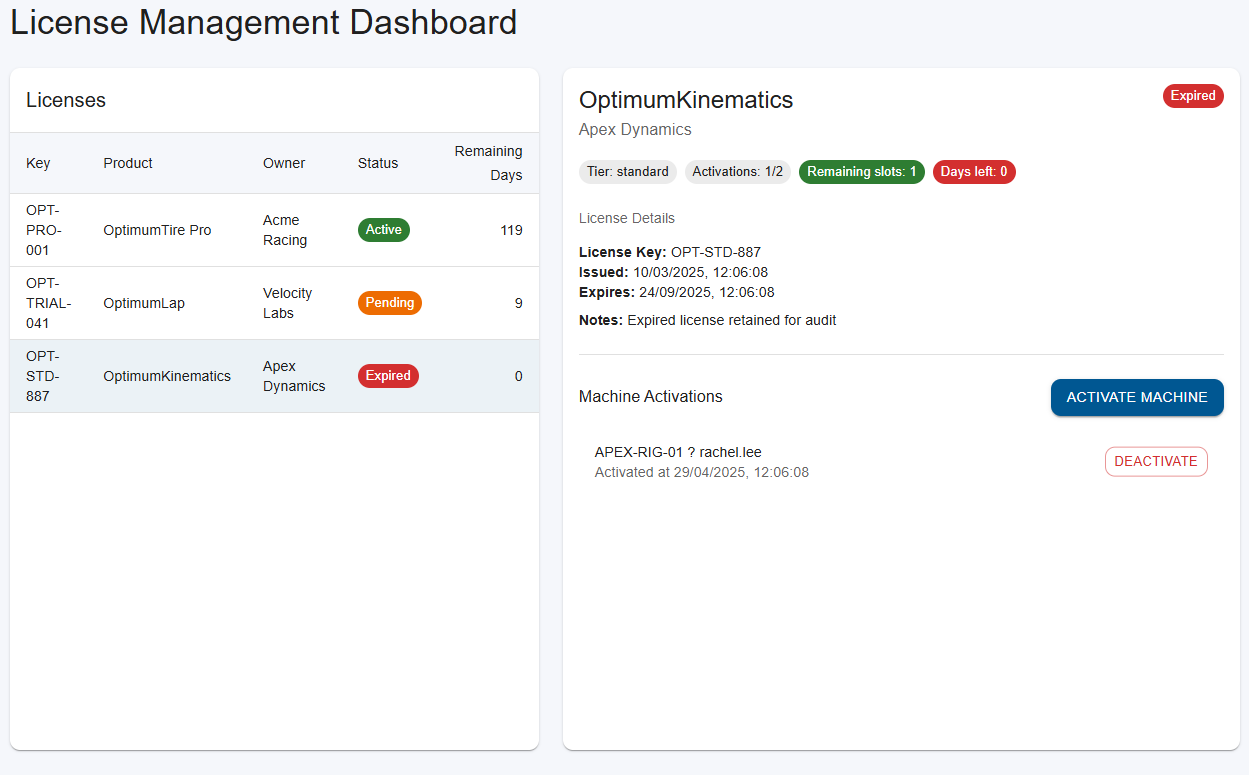 License Management Dashboard
Licenses
Key Product Owner Status Remaining Days
OPT-PRO-001 OptimumTire Pro Acme Racing Active 119
OPT-TRIAL-041 OptimumLap Velocity Labs Pending 9
OPT-STD-887 OptimumKinematics Apex Dynamics Expired 0
OptimumKinematics
Expired
Apex Dynamics
Tier: standard Activations: 1/2 Remaining slots: 1 Days left: 0
License Details
License Key: OPT-STD-887
Issued: 10/03/2025, 12:06:08
Expires: 24/09/2025, 12:06:08
Notes: Expired license retained for audit
Machine Activations
ACTIVATE MACHINE
APEX-RIG-01 ? rachel.lee
Activated at 29/04/2025, 12:06:08
DEACTIVATE